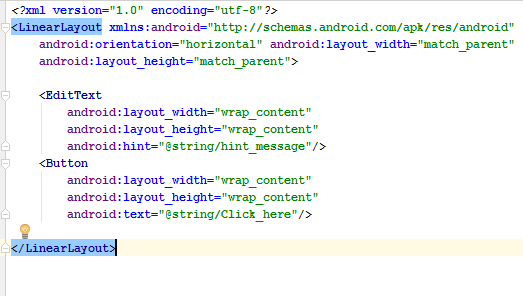 <?xml version="1.0" encoding="utf-8"?>
<LinearLayout xmlns:android="http://schemas.android.com/apk/res/android"
    android:orientation="horizontal" android:layout_width="match_parent"
    android:layout_height="match_parent">

    <EditText
        android:layout_width="wrap_content"
        android:layout_height="wrap_content"
        android:hint="@string/hint_message"/>
    <Button
        android:layout_width="wrap_content"
        android:layout_height="wrap_content"
        android:text="@string/Click_here"/>

</LinearLayout>